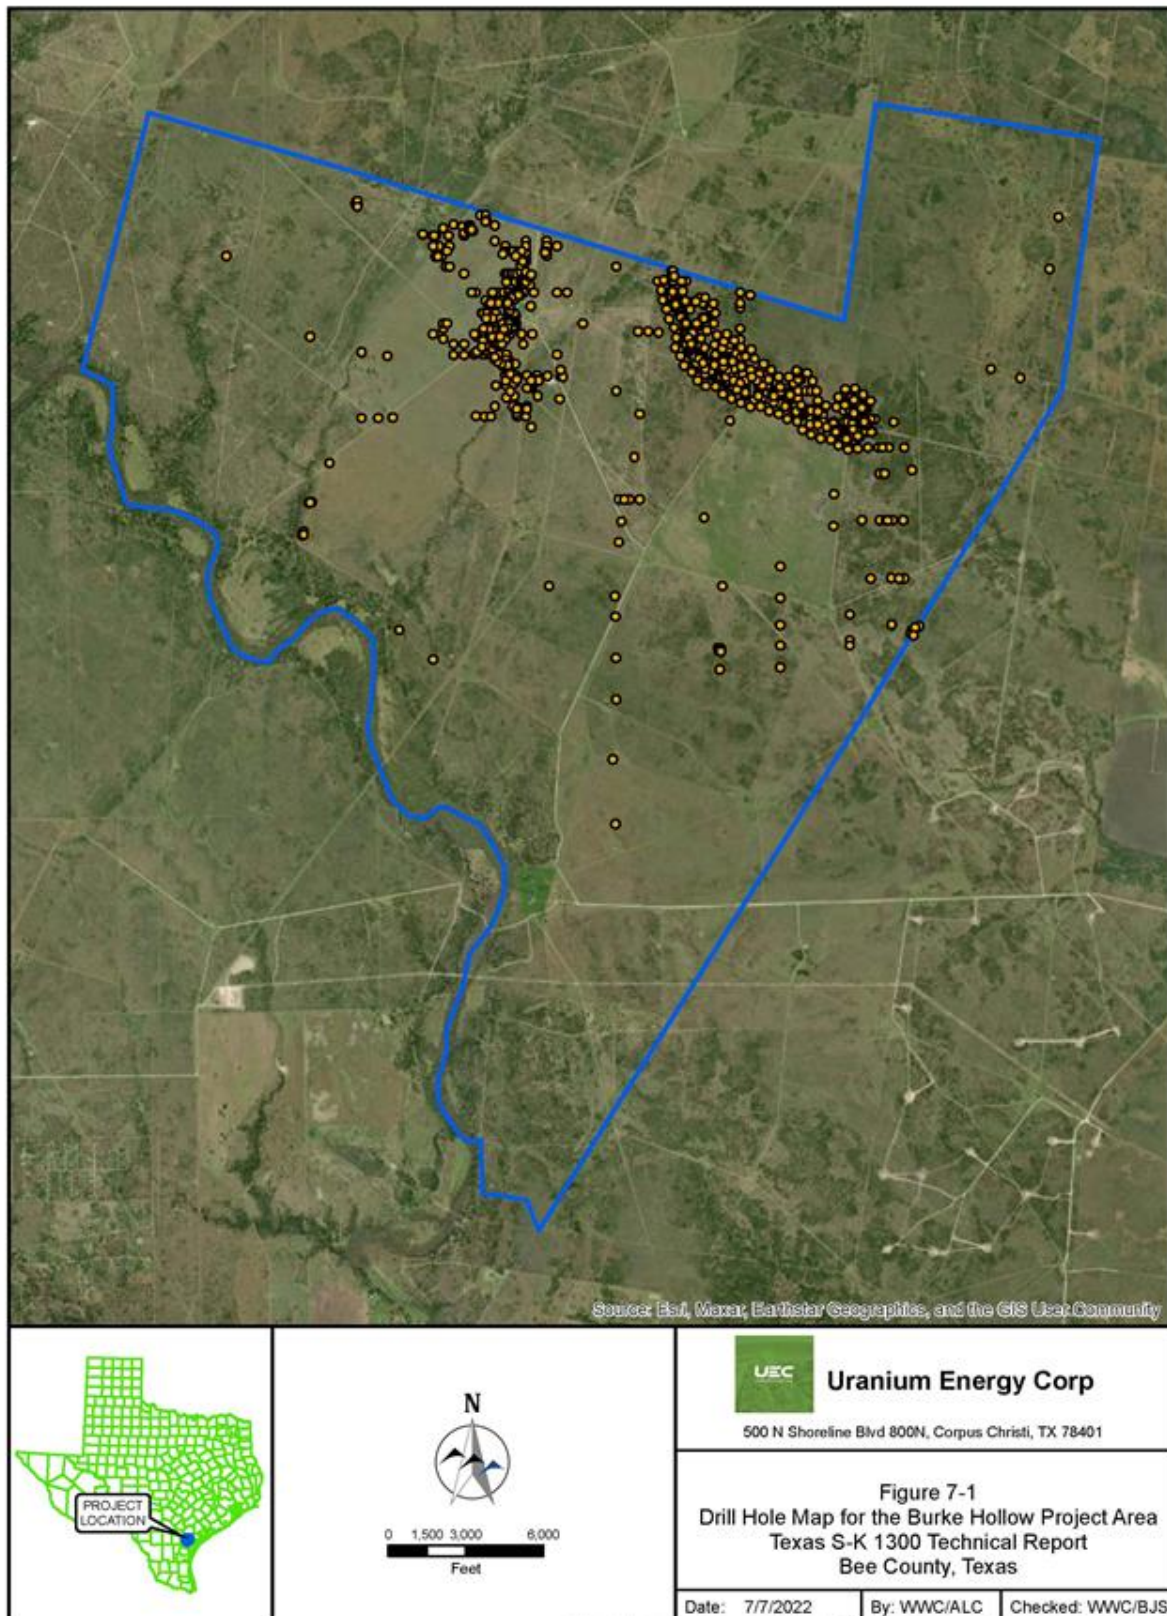 Source: Esri, Maxar, Earthstar Geographics, and the GIS User Community
PROJECT
LOCATION
N
0 1,500 3,000 6,000
Feet
UEC
Uranium Energy Corp
500 N Shoreline Blvd 800N, Corpus Christi, TX 78401
Figure 7-1
Drill Hole Map for the Burke Hollow Project Area
Texas S-K 1300 Technical Report
Bee County, Texas
Date: 7/7/2022 By: WWC/ALC Checked: WWC/BJS